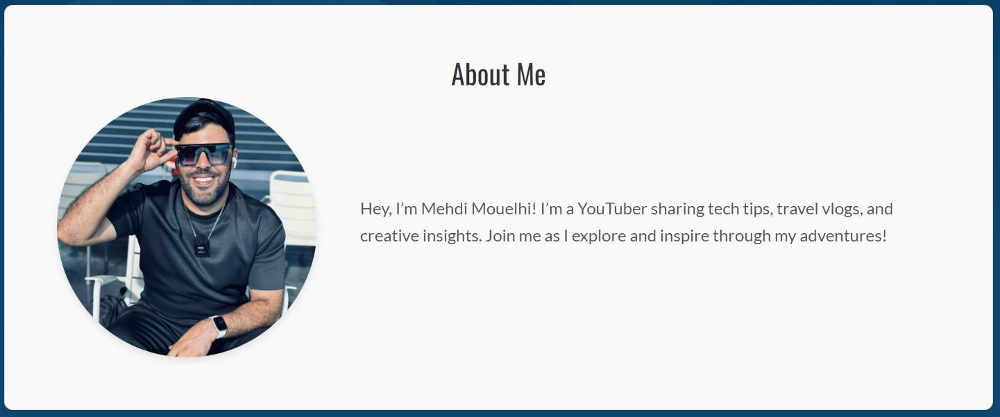 About Me
Hey, I’m Mehdi Mouelhi! I’m a YouTuber sharing tech tips, travel vlogs, and
creative insights. Join me as I explore and inspire through my adventures!